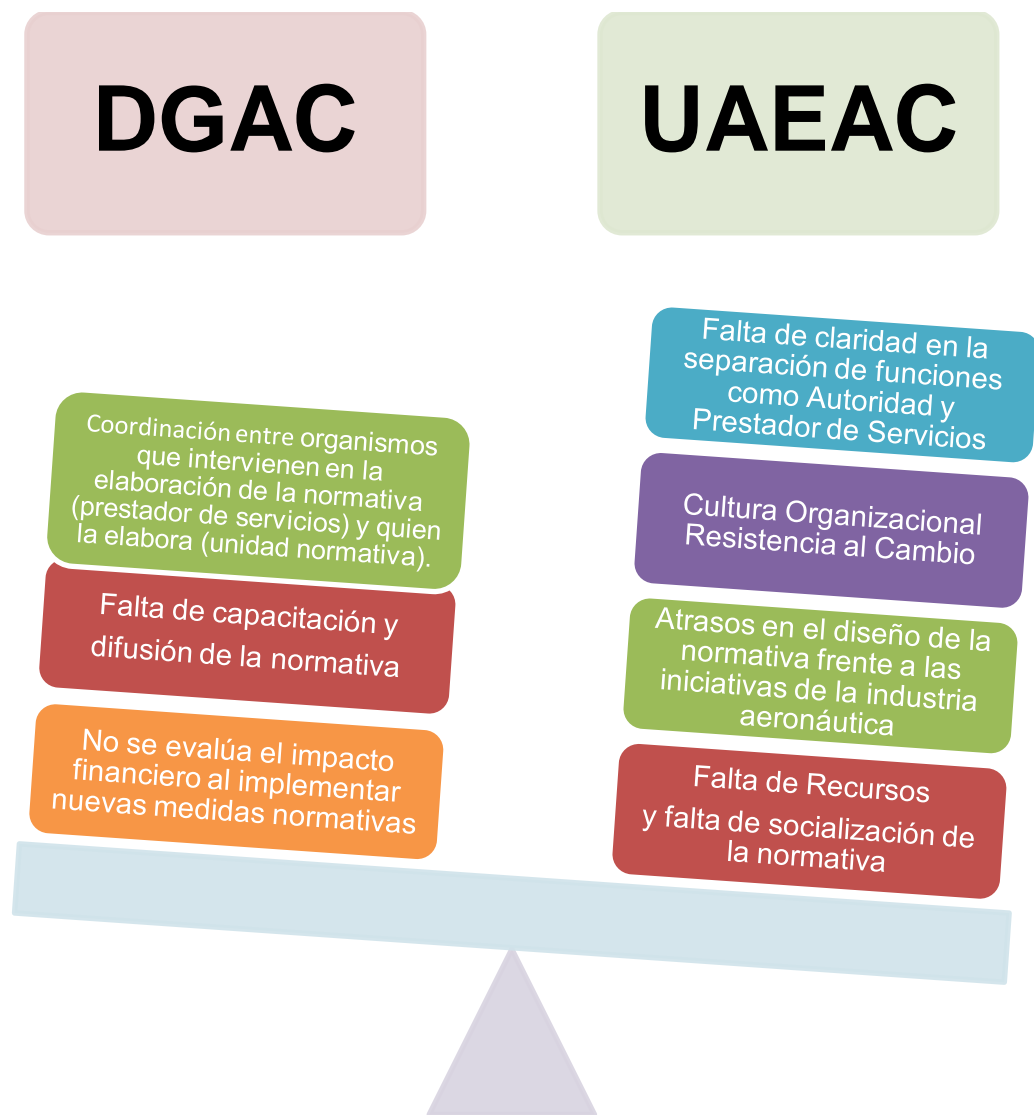 DGAC
UAEAC
Coordinación entre organismos
que intervienen en la
elaboración de la normativa
(prestador de servicios) y quien
la elabora (unidad normativa).
Falta de capacitación y
difusión de la normativa
No se evalúa el impacto
financiero al implementar
nuevas medidas normativas
Falta de claridad en la
separación de funciones
como Autoridad y
Prestador de Servicios
Cultura Organizacional
Resistencia al Cambio
Atrasos en el diseño de la
normativa frente a las
iniciativas de la industria
aeronáutica
Falta de Recursos
y falta de socialización de
la normativa